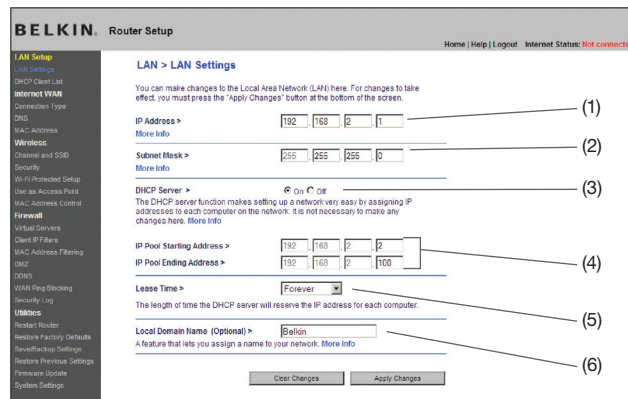 BELKIN. Router Setup
Home | Help | Logout Internet Status: Not connected
LAN Setup
LAN Settings
DHCP Client List
Internet WAN
Connection Type
DNS
MAC Address
Wireless
Channel and SSID
Security
Wi-Fi Protected Setup
Use as Access Point
MAC Address Control
Firewall
Virtual Servers
Client IP Filters
MAC Address Filtering
DMZ
DDNS
WAN Ping Blocking
Security Log
Utilities
Restart Router
Restore Factory Defaults
Save/Backup Settings
Restore Previous Settings
Firmware Update
System Settings
LAN > LAN Settings
You can make changes to the Local Area Network (LAN) here. For changes to take
effect, you must press the "Apply Changes" button at the bottom of the screen.
IP Address > 192 . 168 . 2 . 1
More Info
(1)
Subnet Mask > 255 . 255 . 255 . 0
More Info
(2)
DHCP Server > On Off
(3)
The DHCP server function makes setting up a network very easy by assigning IP
addresses to each computer on the network. It is not necessary to make any
changes here. More Info
IP Pool Starting Address > 192 . 168 . 2 . 2
IP Pool Ending Address > 192 . 168 . 2 . 100
(4)
Lease Time > Forever
(5)
The length of time the DHCP server will reserve the IP address for each computer.
Local Domain Name (Optional) > Belkin
(6)
A feature that lets you assign a name to your network. More Info
Clear Changes Apply Changes